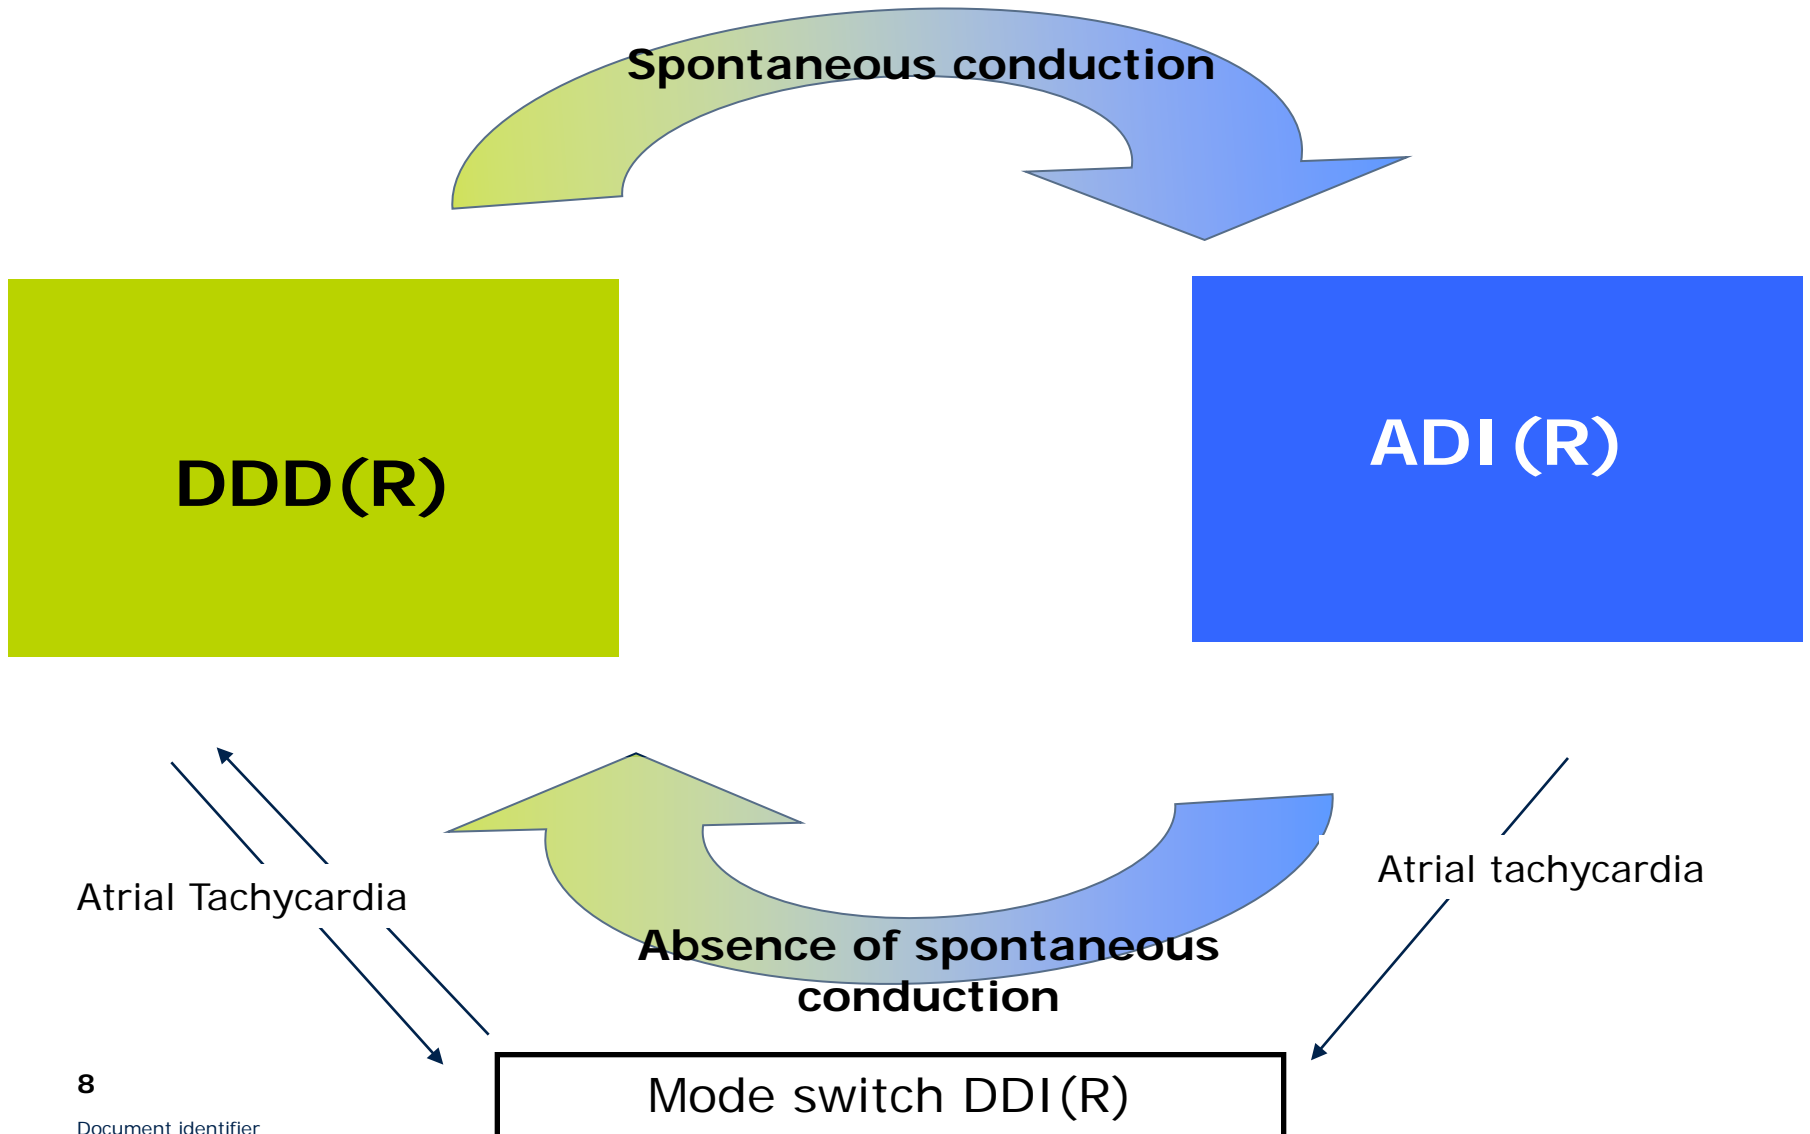 Spontaneous conduction
DDD(R)
ADI(R)
Atrial Tachycardia
Atrial tachycardia
Absence of spontaneous
conduction
Mode switch DDI(R)
8
Document identifier